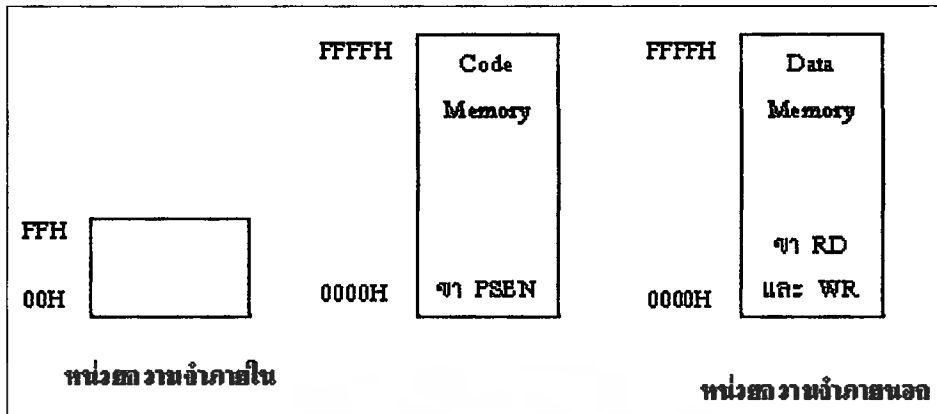 FFFFH
Code
Memory
FFFFH
Data
Memory
FFH
00H
0000H
ขา PSEN
0000H
ขา RD
และ WR
หน่วยความจำภายใน
หน่วยความจำภายนอก